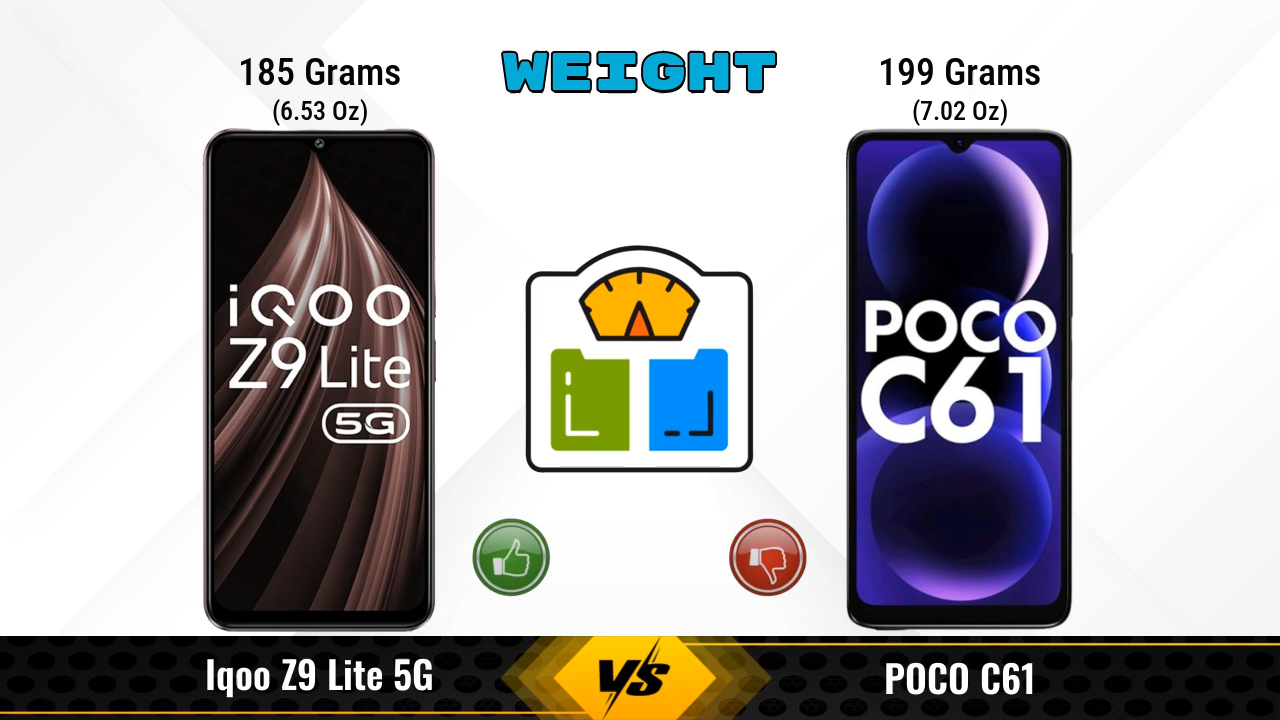 WEIGHT
185 Grams
(6.53 Oz)
199 Grams
(7.02 Oz)
iQOO
Z9 Lite
5G
POCO
C61
Iqoo Z9 Lite 5G
VS
POCO C61